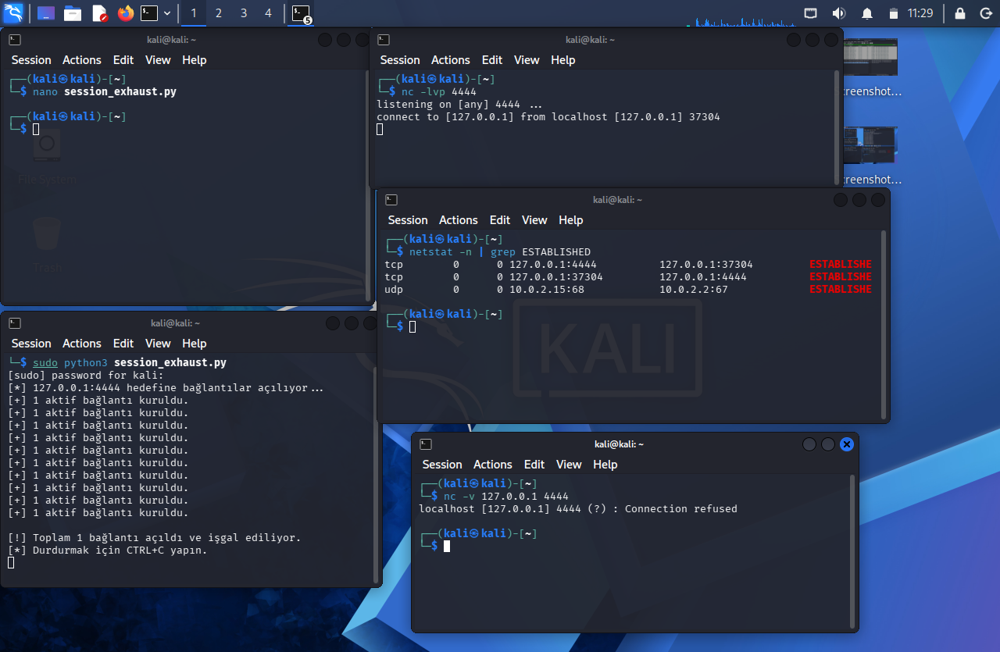 1 2 3 4 5 11:29
kali@kali: ~
Session Actions Edit View Help
┌──(kali㉿kali)-[~]
└─$ nano session_exhaust.py
┌──(kali㉿kali)-[~]
└─$
File System
Trash
kali@kali: ~
Session Actions Edit View Help
┌──(kali㉿kali)-[~]
└─$ nc -lvp 4444
listening on [any] 4444 ...
connect to [127.0.0.1] from localhost [127.0.0.1] 37304
creenshot...
creenshot...
kali@kali: ~
Session Actions Edit View Help
┌──(kali㉿kali)-[~]
└─$ netstat -n | grep ESTABLISHED
tcp 0 0 127.0.0.1:4444 127.0.0.1:37304 ESTABLISHE
tcp 0 0 127.0.0.1:37304 127.0.0.1:4444 ESTABLISHE
udp 0 0 10.0.2.15:68 10.0.2.2:67 ESTABLISHE
┌──(kali㉿kali)-[~]
└─$
KALI
kali@kali: ~
Session Actions Edit View Help
└─$ sudo python3 session_exhaust.py
[sudo] password for kali:
[*] 127.0.0.1:4444 hedefine bağlantılar açılıyor...
[+] 1 aktif bağlantı kuruldu.
[+] 1 aktif bağlantı kuruldu.
[+] 1 aktif bağlantı kuruldu.
[+] 1 aktif bağlantı kuruldu.
[+] 1 aktif bağlantı kuruldu.
[+] 1 aktif bağlantı kuruldu.
[+] 1 aktif bağlantı kuruldu.
[+] 1 aktif bağlantı kuruldu.
[+] 1 aktif bağlantı kuruldu.
[+] 1 aktif bağlantı kuruldu.
[!] Toplam 1 bağlantı açıldı ve işgal ediliyor.
[*] Durdurmak için CTRL+C yapın.
kali@kali: ~
Session Actions Edit View Help
┌──(kali㉿kali)-[~]
└─$ nc -v 127.0.0.1 4444
localhost [127.0.0.1] 4444 (?) : Connection refused
┌──(kali㉿kali)-[~]
└─$